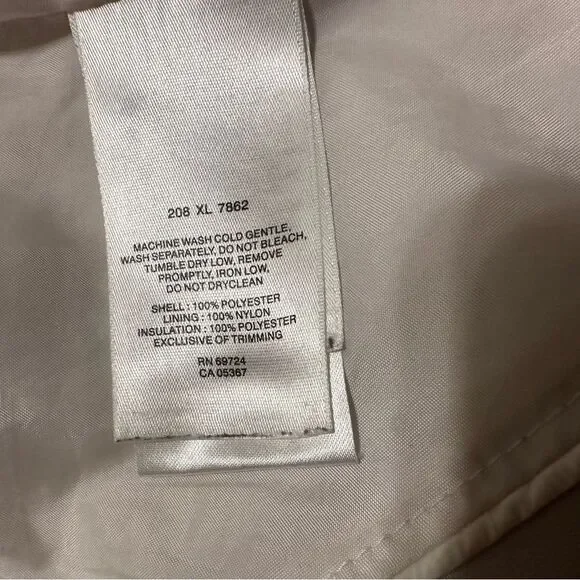 208 XL 7862
MACHINE WASH COLD GENTLE,
WASH SEPARATELY, DO NOT BLEACH,
TUMBLE DRY LOW, REMOVE
PROMPTLY, IRON LOW,
DO NOT DRYCLEAN
SHELL : 100% POLYESTER
LINING : 100% NYLON
INSULATION : 100% POLYESTER
EXCLUSIVE OF TRIMMING
RN 69724
CA 05367